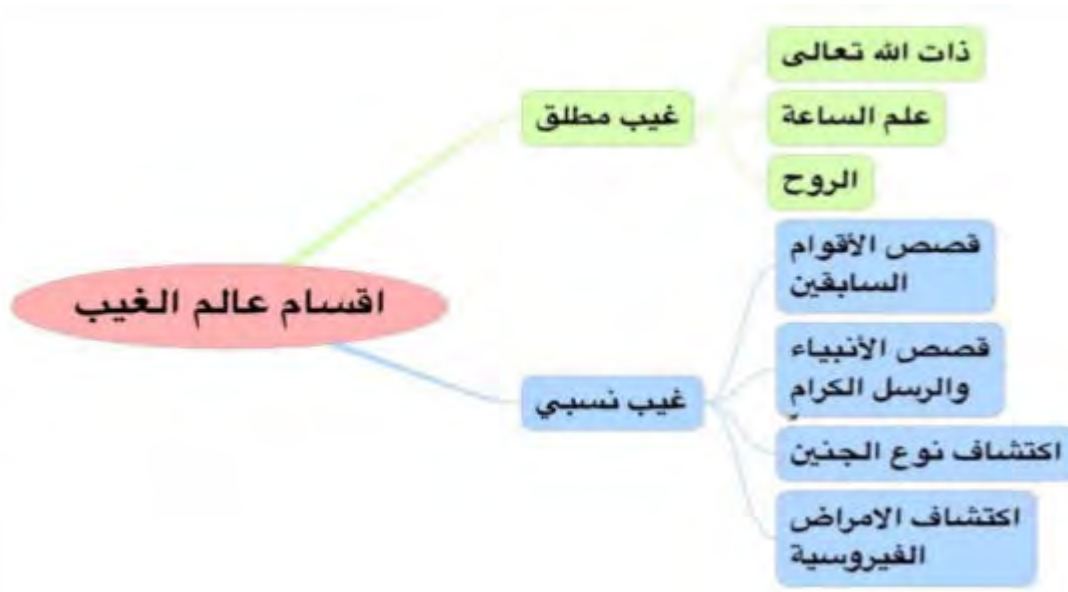 اقسام عالم الغيب
غيب مطلق
ذات الله تعالى
علم الساعة
الروح
غيب نسبي
قصص الأقوام
السابقين
قصص الأنبياء
والرسل الكرام
اكتشاف نوع الجنين
اكتشاف الامراض
الفيروسية